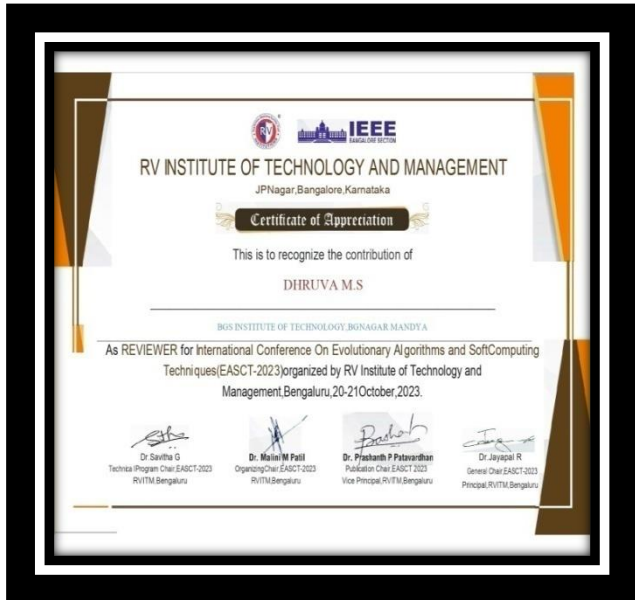 RV IEEE
BANGALORE SECTION
RV INSTITUTE OF TECHNOLOGY AND MANAGEMENT
JPNagar,Bangalore,Karnataka
Certificate of Appreciation
This is to recognize the contribution of
DHRUVA M.S
BGS INSTITUTE OF TECHNOLOGY,BGNAGAR MANDYA
As REVIEWER for International Conference On Evolutionary Algorithms and SoftComputing
Techniques(EASCT-2023)organized by RV Institute of Technology and
Management,Bengaluru,20-21October,2023.
Dr.Savitha G Dr. Malini M Patil Dr. Prashanth P Patavardhan Dr.Jayapal R
Technica lProgram Chair,EASCT-2023 OrganizingChair,EASCT-2023 Publication Chair,EASCT 2023 General Chair,EASCT-2023
RVITM,Bengaluru RVITM,Bengaluru Vice Principal,RVITM,Bengaluru Principal,RVITM,Bengaluru